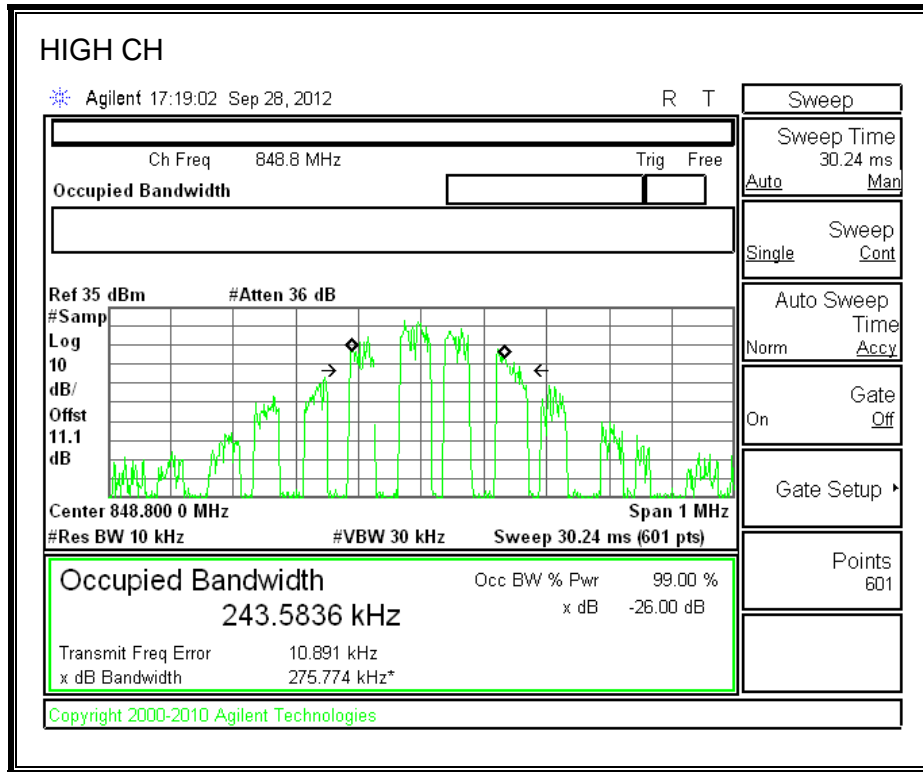 HIGH CH
Agilent 17:19:02 Sep 28, 2012 R T
Ch Freq 848.8 MHz Trig Free
Occupied Bandwidth
Ref 35 dBm #Atten 36 dB
#Samp
Log
10
dB/
Offst
11.1
dB
Center 848.800 0 MHz Span 1 MHz
#Res BW 10 kHz #VBW 30 kHz Sweep 30.24 ms (601 pts)
Occupied Bandwidth Occ BW % Pwr 99.00 %
243.5836 kHz x dB -26.00 dB
Transmit Freq Error 10.891 kHz
x dB Bandwidth 275.774 kHz*
Copyright 2000-2010 Agilent Technologies
Sweep
Sweep Time
30.24 ms
Auto Man
Sweep
Single Cont
Auto Sweep
Time
Norm Accy
Gate
On Off
Gate Setup
Points
601